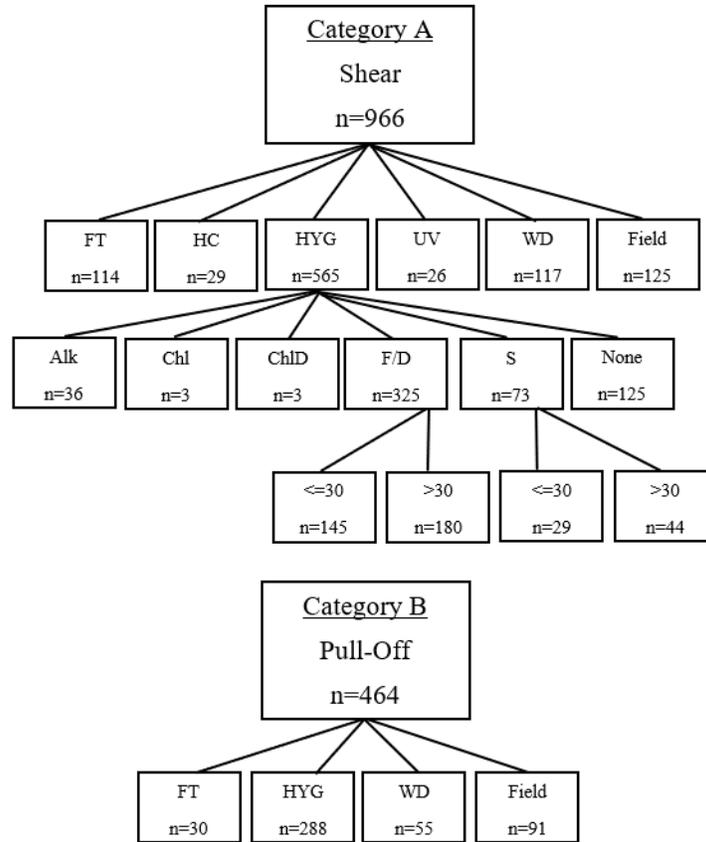 Category A
Shear
n=966
FT
n=114
HC
n=29
HYG
n=565
UV
n=26
WD
n=117
Field
n=125
Alk
n=36
Chl
n=3
ChlD
n=3
F/D
n=325
S
n=73
None
n=125
<=30
n=145
>30
n=180
<=30
n=29
>30
n=44
Category B
Pull-Off
n=464
FT
n=30
HYG
n=288
WD
n=55
Field
n=91